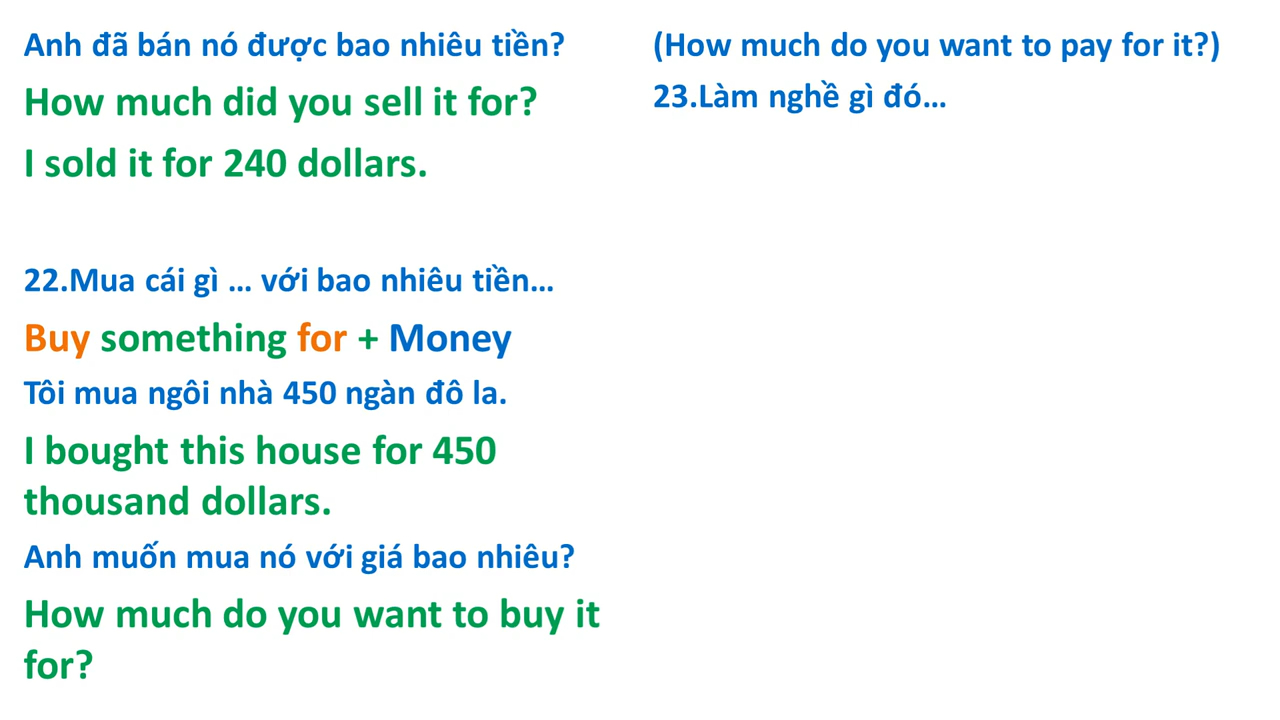 Anh đã bán nó được bao nhiêu tiền?
How much did you sell it for?
I sold it for 240 dollars.
22.Mua cái gì … với bao nhiêu tiền…
Buy something for + Money
Tôi mua ngôi nhà 450 ngàn đô la.
I bought this house for 450
thousand dollars.
Anh muốn mua nó với giá bao nhiêu?
How much do you want to buy it
for?
(How much do you want to pay for it?)
23.Làm nghề gì đó…